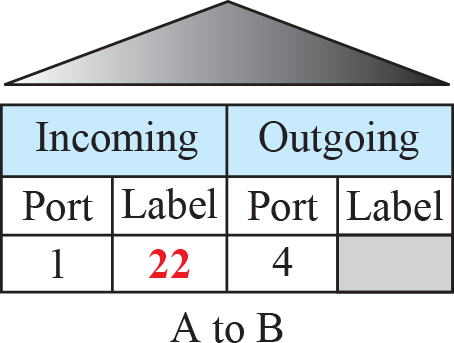 Incoming Outgoing
Port Label Port Label
1 22 4
A to B